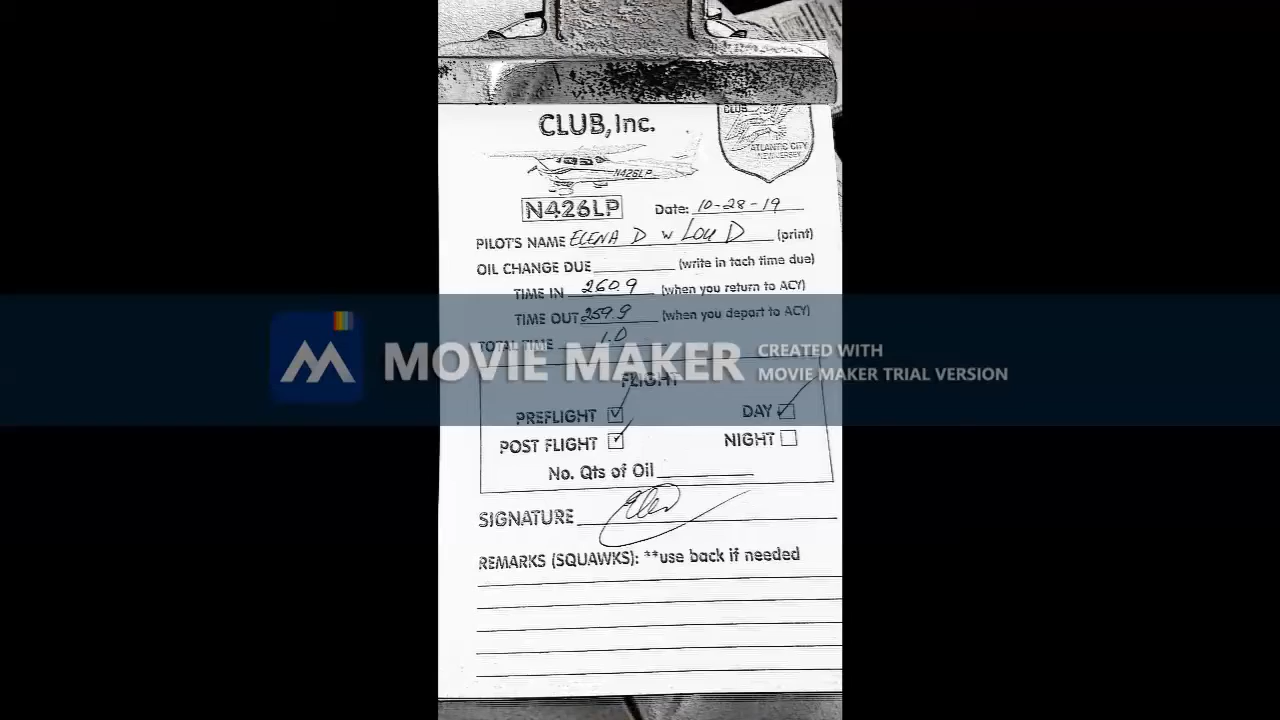 CLUB, Inc.
CLUB
ATLANTIC CITY
NEW JERSEY
N426LP
N426LP
Date: 10-28-19
PILOT'S NAME ELENA D w LOU D (print)
OIL CHANGE DUE (write in tach time due)
TIME IN 260.9 (when you return to ACY)
TIME OUT 259.9 (when you depart to ACY)
TOTAL TIME 1.0
FLIGHT
MOVIE MAKER
CREATED WITH
MOVIE MAKER TRIAL VERSION
PREFLIGHT DAY
POST FLIGHT NIGHT
No. Qts of Oil
SIGNATURE
REMARKS (SQUAWKS): **use back if needed